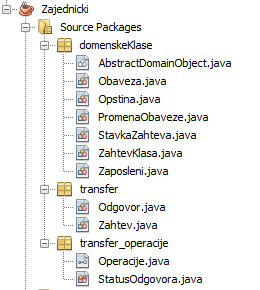 Zajednicki
Source Packages
domenskeKlase
AbstractDomainObject.java
Obaveza.java
Opstina.java
PromenaObaveze.java
StavkaZahteva.java
ZahtevKlasa.java
Zaposleni.java
transfer
Odgovor.java
Zahtev.java
transfer_operacije
Operacije.java
StatusOdgovora.java